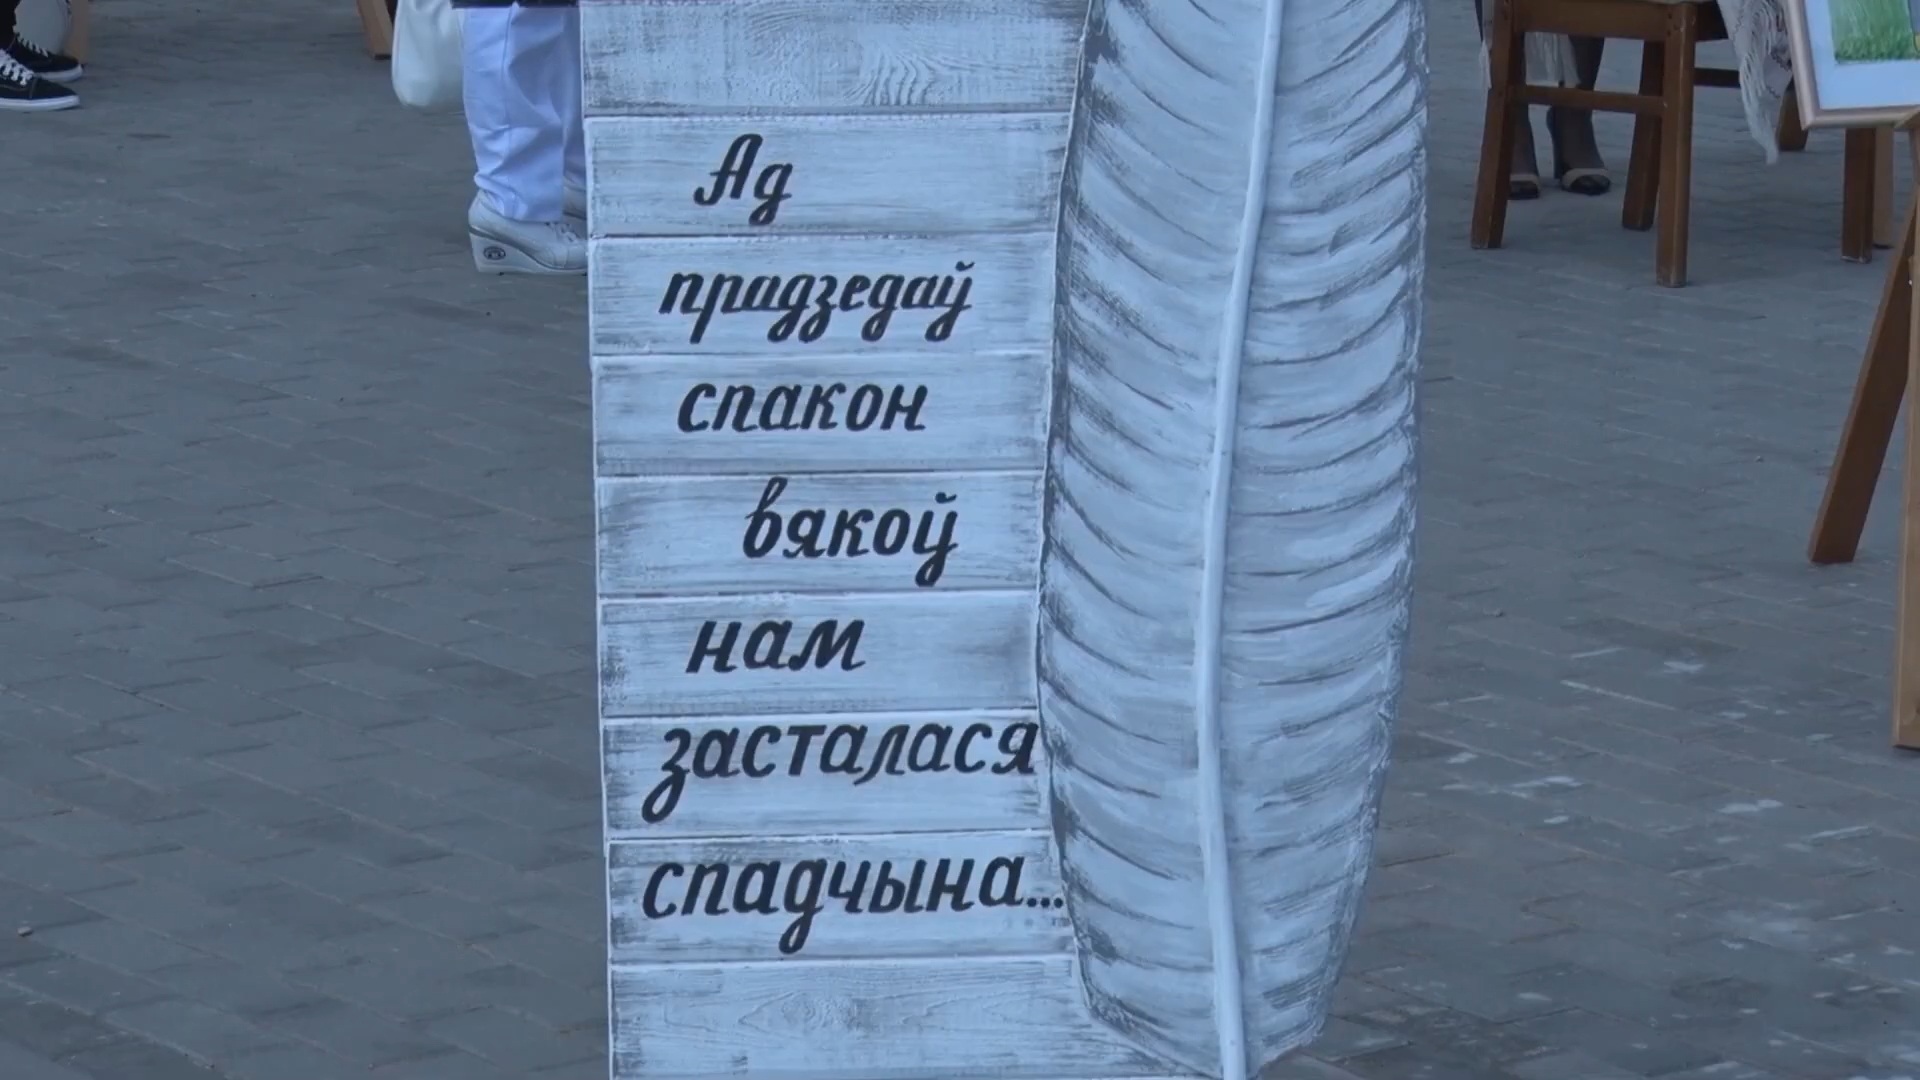 Ад
прадзедаў
спакон
вякоў
нам
засталася
спадчына...